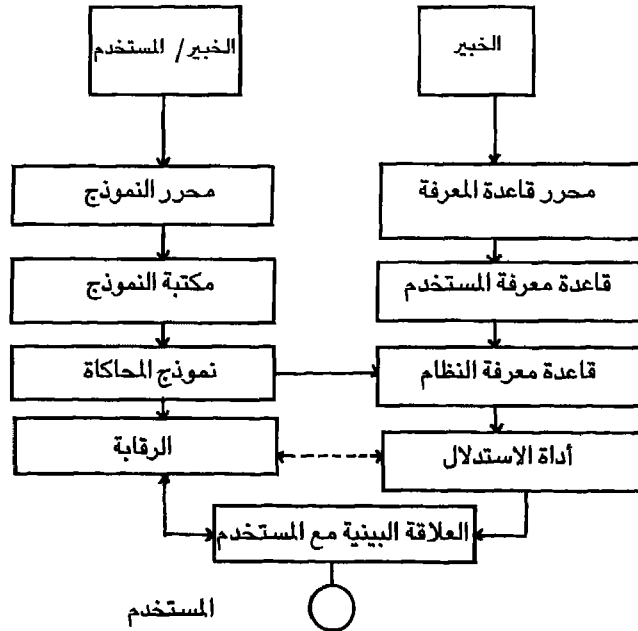 الخبير
الخبير / المستخدم
محرر قاعدة المعرفة
محرر النموذج
قاعدة معرفة المستخدم
مكتبة النموذج
قاعدة معرفة النظام
نموذج المحاكاة
أداة الاستدلال
الرقابة
العلاقة البينية مع المستخدم
المستخدم